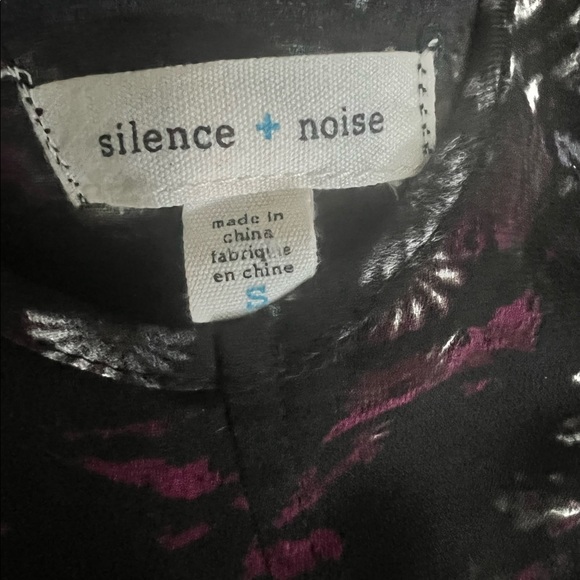 silence + noise
made in
china
fabriqué
en chine
S